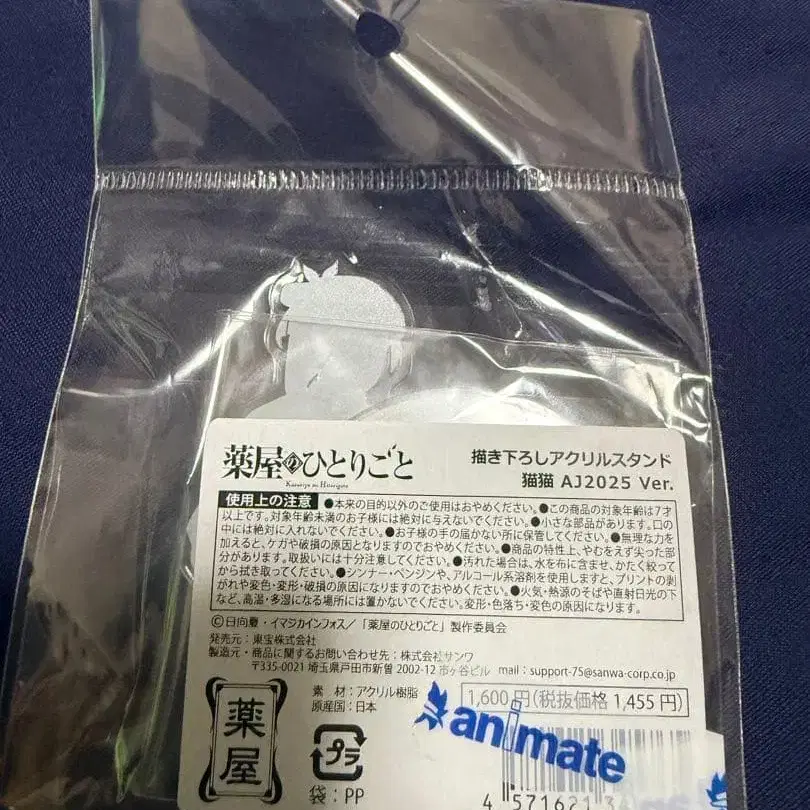 薬屋のひとりごと
Kusuriya no Hitorigoto
描き下ろしアクリルスタンド
猫猫 AJ2025 Ver.
使用上の注意 ●本来の目的以外のご使用はおやめください。●この商品の対象年齢は7才
以上です。対象年齢未満のお子様には絶対に与えないでください。●小さな部品があります。口の
中には絶対に入れないでください。●お子様の手の届かない所に保管してください。●無理な力を
加えると、ケガや破損の原因となりますのでおやめください。●商品の特性上、やむをえず尖った部
分があります。取扱いには十分注意してください。●汚れた場合は、水を布に含ませ、かたく絞って
から拭き取ってください。●シンナー・ベンジンや、アルコール系溶剤を使用しますと、プリントの剥
がれや変色・変形・破損の原因になりますのでおやめください。●火気・熱源のそばや直射日光の下
など、高温・多湿になる場所には置かないでください。変形・色落ち・変色の原因になります。
©日向夏・イマジカインフォス/「薬屋のひとりごと」製作委員会
発売元:東宝株式会社
製造元・商品に関するお問い合わせ先:株式会社サンワ
〒335-0021 埼玉県戸田市新曽 2002-12 市ヶ谷ビル mail:support-75@sanwa-corp.co.jp
薬屋
素 材:アクリル樹脂
原産国:日本
1,600円(税抜価格 1,455円)
プラ
袋:PP
animate
4 571621 3